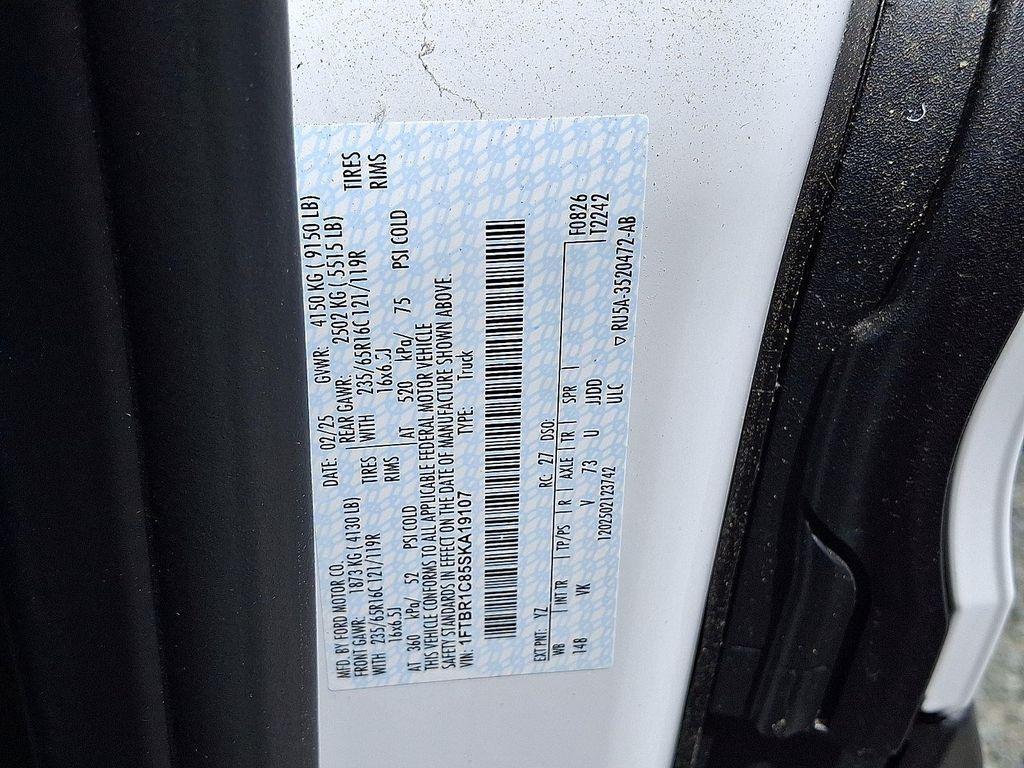 MFD. BY FORD MOTOR CO. DATE: 02/25 GVWR: 4150 KG ( 9150 LB)
FRONT GAWR: 1873 KG ( 4130 LB) REAR GAWR: 2502 KG ( 5515 LB)
WITH 235/65R16C 121/119R TIRES WITH 235/65R16C 121/119R TIRES
16x6.5J RIMS 16x6.5J RIMS
AT 360 kPa/ 52 PSI COLD AT 520 kPa/ 75 PSI COLD
THIS VEHICLE CONFORMS TO ALL APPLICABLE FEDERAL MOTOR VEHICLE
SAFETY STANDARDS IN EFFECT ON THE DATE OF MANUFACTURE SHOWN ABOVE.
VIN: 1FTBR1C85SKA19107 TYPE: Truck
EXT PNT: YZ RC: 27 DSO: F0826
WB INT TR TP/PS R AXLE TR SPR T2242
148 VK V 73 U JJDD
1202502123742 ULC
▽ RU5A-3520472-AB